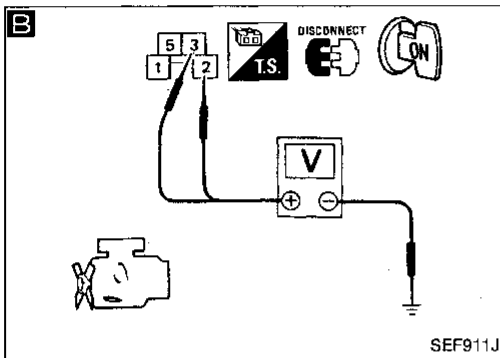 B
DISCONNECT
5 3
1 2
T.S.
ON
V
+ −
SEF911J